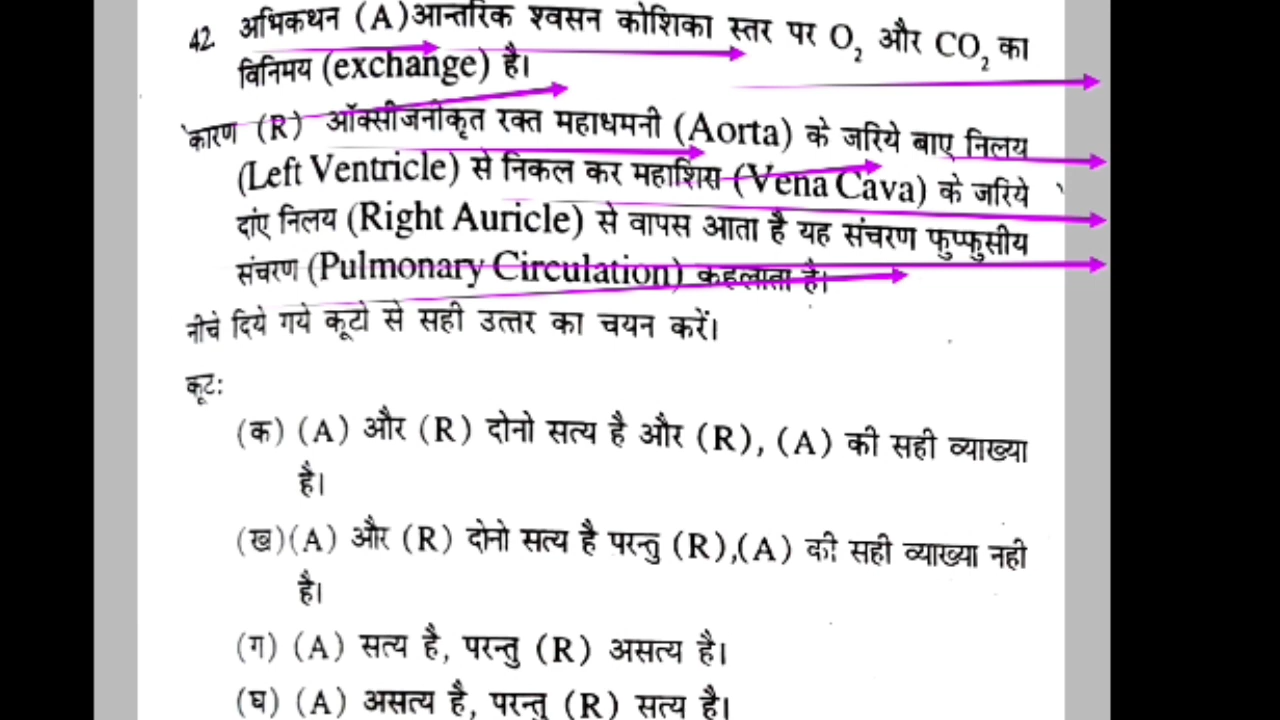 42 अभिकथन (A)आन्तरिक श्वसन कोशिका स्तर पर O₂ और CO₂ का
विनिमय (exchange) है।
कारण (R) ऑक्सीजनीकृत रक्त महाधमनी (Aorta) के जरिये बाए निलय
(Left Ventricle) से निकल कर महाशिरा (Vena Cava) के जरिये
दांए निलय (Right Auricle) से वापस आता है यह संचरण फुप्फुसीय
संचरण (Pulmonary Circulation) कहलाता है।
नीचे दिये गये कूटो से सही उत्तर का चयन करें।
कूट:
(क) (A) और (R) दोनो सत्य है और (R), (A) की सही व्याख्या
है।
(ख)(A) और (R) दोनो सत्य है परन्तु (R),(A) की सही व्याख्या नही
है।
(ग) (A) सत्य है, परन्तु (R) असत्य है।
(घ) (A) असत्य है, परन्तु (R) सत्य है।